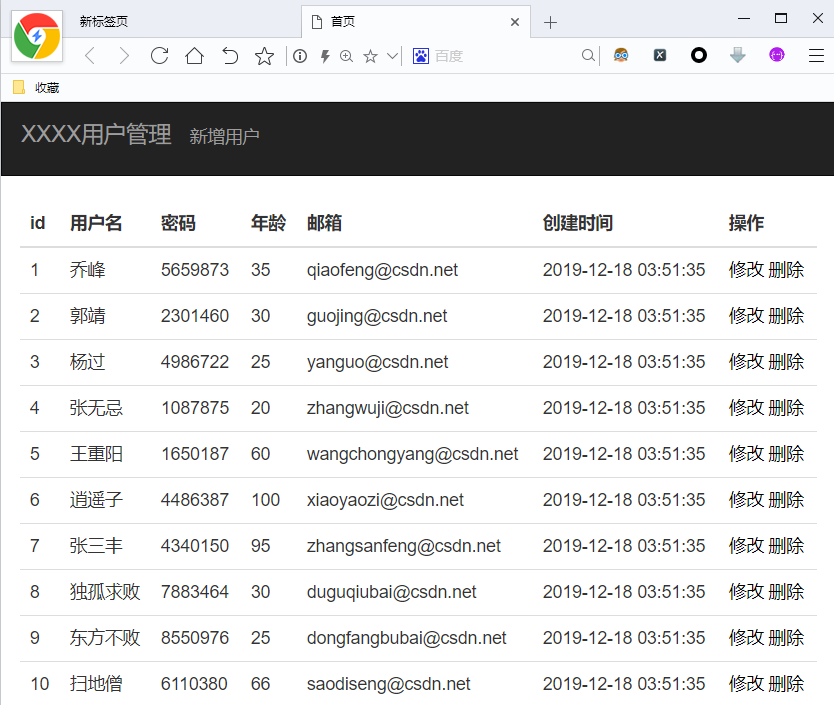 新标签页 首页
百度
收藏
XXXX用户管理 新增用户
id 用户名 密码 年龄 邮箱 创建时间 操作
1 乔峰 5659873 35 qiaofeng@csdn.net 2019-12-18 03:51:35 修改 删除
2 郭靖 2301460 30 guojing@csdn.net 2019-12-18 03:51:35 修改 删除
3 杨过 4986722 25 yanguo@csdn.net 2019-12-18 03:51:35 修改 删除
4 张无忌 1087875 20 zhangwuji@csdn.net 2019-12-18 03:51:35 修改 删除
5 王重阳 1650187 60 wangchongyang@csdn.net 2019-12-18 03:51:35 修改 删除
6 逍遥子 4486387 100 xiaoyaozi@csdn.net 2019-12-18 03:51:35 修改 删除
7 张三丰 4340150 95 zhangsanfeng@csdn.net 2019-12-18 03:51:35 修改 删除
8 独孤求败 7883464 30 duguqiubai@csdn.net 2019-12-18 03:51:35 修改 删除
9 东方不败 8550976 25 dongfangbubai@csdn.net 2019-12-18 03:51:35 修改 删除
10 扫地僧 6110380 66 saodiseng@csdn.net 2019-12-18 03:51:35 修改 删除